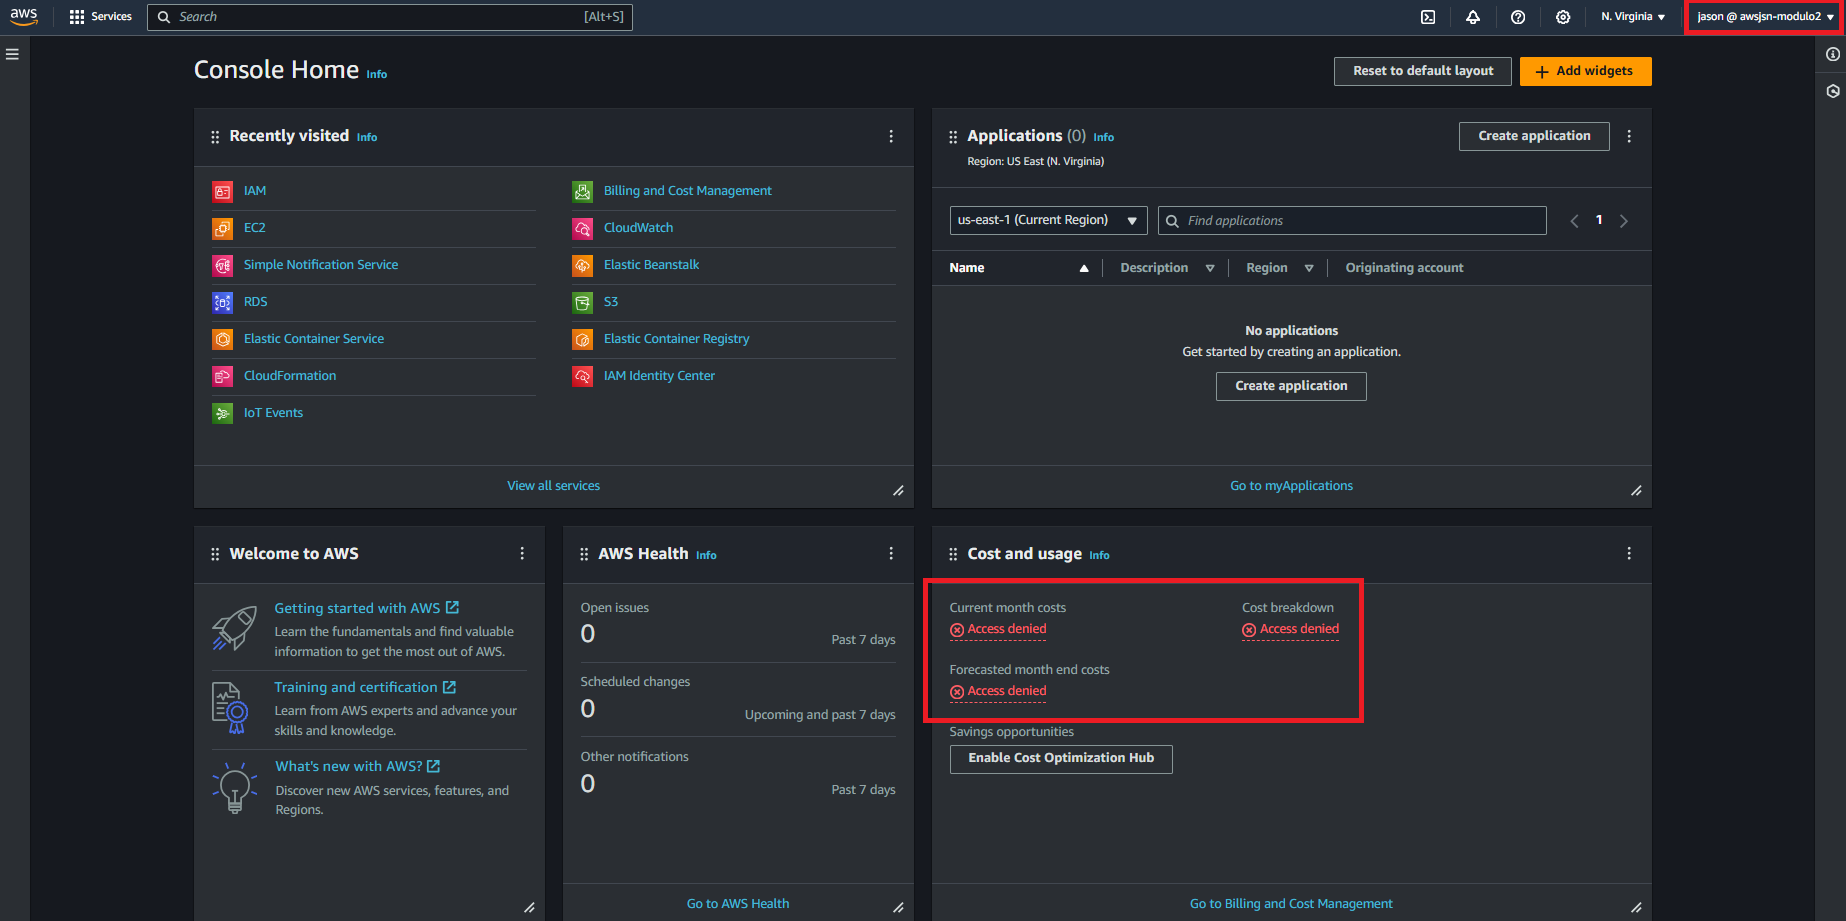 aws
Services
Search
[Alt+S]
N. Virginia
jason @ awsjsn-modulo2
Console Home Info
Reset to default layout
Add widgets
Recently visited Info
IAM
EC2
Simple Notification Service
RDS
Elastic Container Service
CloudFormation
IoT Events
Billing and Cost Management
CloudWatch
Elastic Beanstalk
S3
Elastic Container Registry
IAM Identity Center
View all services
Applications (0) Info
Region: US East (N. Virginia)
Create application
us-east-1 (Current Region)
Find applications
1
Name
Description
Region
Originating account
No applications
Get started by creating an application.
Create application
Go to myApplications
Welcome to AWS
Getting started with AWS
Learn the fundamentals and find valuable
information to get the most out of AWS.
Training and certification
Learn from AWS experts and advance your
skills and knowledge.
What's new with AWS?
Discover new AWS services, features, and
Regions.
AWS Health Info
Open issues
0
Past 7 days
Scheduled changes
0
Upcoming and past 7 days
Other notifications
0
Past 7 days
Go to AWS Health
Cost and usage Info
Current month costs
Access denied
Cost breakdown
Access denied
Forecasted month end costs
Access denied
Savings opportunities
Enable Cost Optimization Hub
Go to Billing and Cost Management